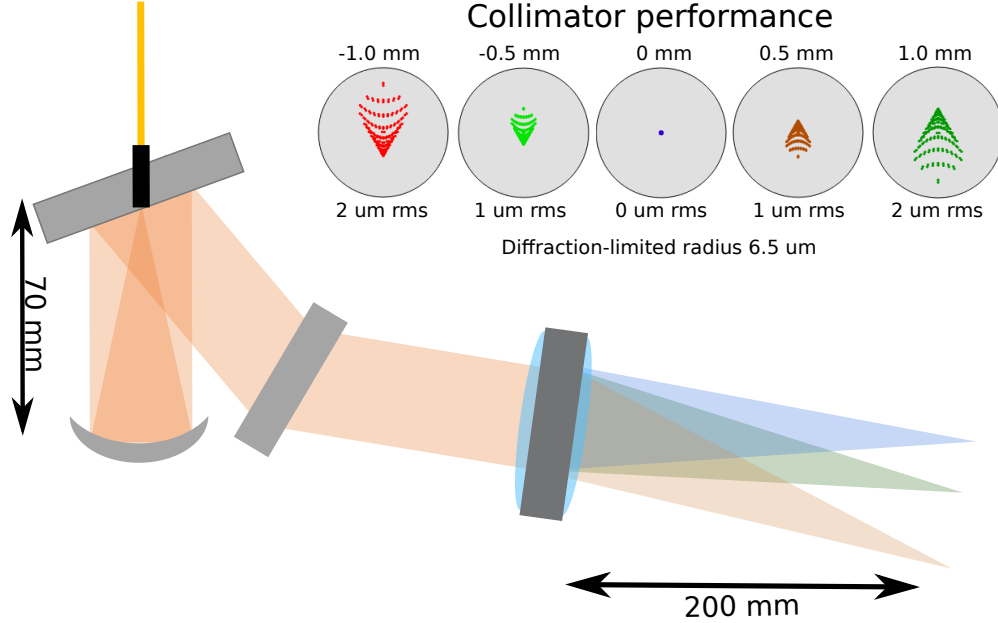 Collimator performance
-1.0 mm -0.5 mm 0 mm 0.5 mm 1.0 mm
2 um rms 1 um rms 0 um rms 1 um rms 2 um rms
Diffraction-limited radius 6.5 um
70 mm
200 mm